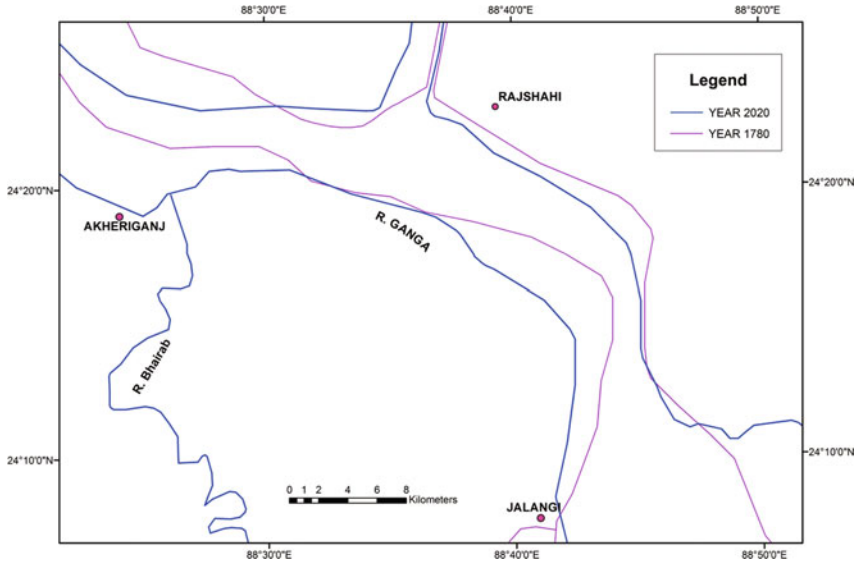 88°30'0"E
88°40'0"E
88°50'0"E
RAJSHAHI
Legend
YEAR 2020
YEAR 1780
24°20'0"N
24°20'0"N
AKHERIGANJ
R. GANGA
R. Bhairab
24°10'0"N
24°10'0"N
0 1 2 4 6 8
Kilometers
JALANGI
88°30'0"E
88°40'0"E
88°50'0"E